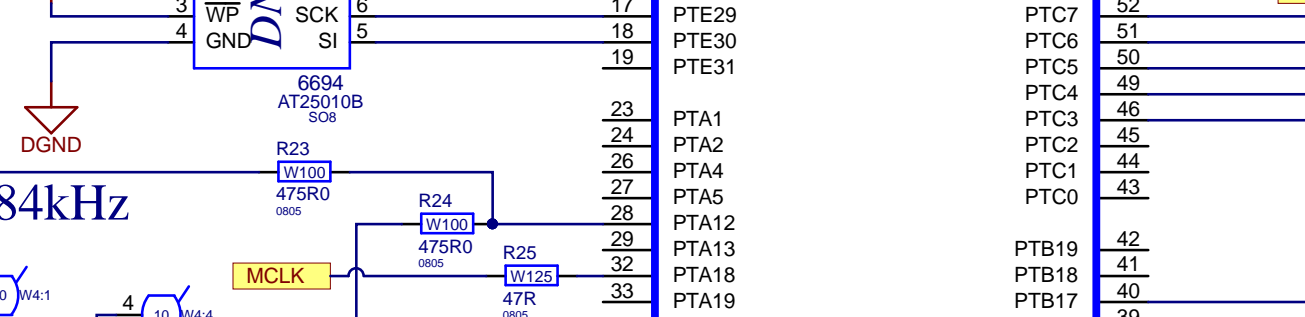 3 WP SCK 6 17 PTE29 PTC7 52
4 GND SI 5 18 PTE30 PTC6 51
DN
19 PTE31 PTC5 50
6694
AT25010B
SO8
PTC4 49
23 PTA1 PTC3 46
DGND
24 PTA2 PTC2 45
R23
W100
475R0
0805
26 PTA4 PTC1 44
84kHz
27 PTA5 PTC0 43
R24
W100
475R0
0805
28 PTA12
29 PTA13 PTB19 42
R25
MCLK
W125
47R
0805
32 PTA18 PTB18 41
0 W4:1
33 PTA19 PTB17 40
4 10 W4:4
39